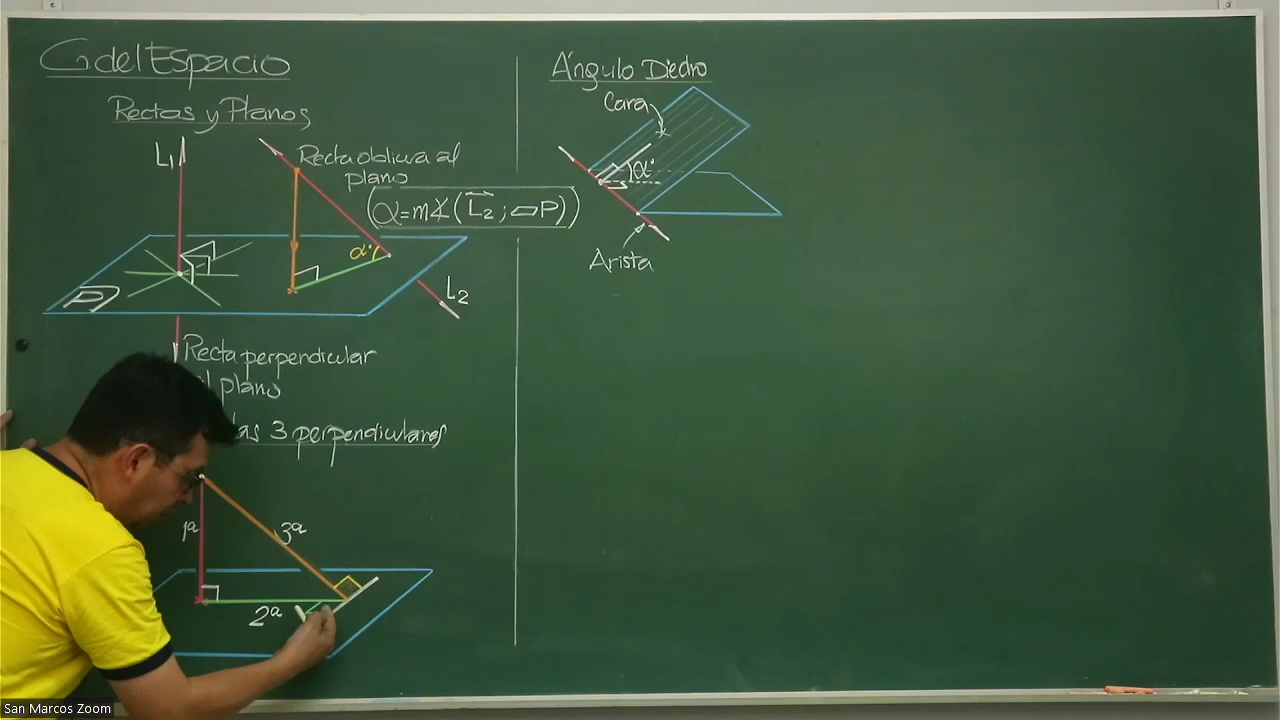 G del Espacio
Rectas y Planos
L1
Recta oblicua al
plano
α=m∡(L2;▱P)
α°
P
L2
Recta perpendicular
al plano
las 3 perpendiculares
1ª
3ª
2ª
Ángulo Diedro
Cara
α°
Arista
San Marcos Zoom